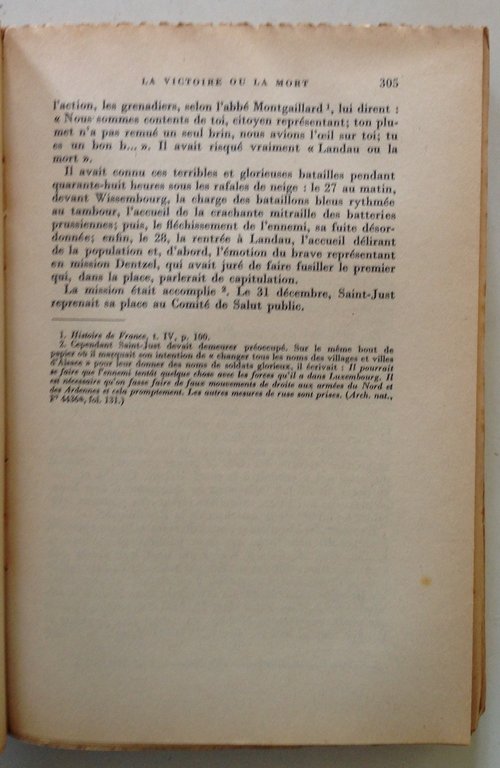 LA VICTOIRE OU LA MORT 305
l'action, les grenadiers, selon l'abbé Montgaillard ¹, lui dirent :
« Nous sommes contents de toi, citoyen représentant; ton plu-
met n'a pas remué un seul brin, nous avions l'œil sur toi; tu
es un bon b... ». Il avait risqué vraiment « Landau ou la
mort ».
Il avait connu ces terribles et glorieuses batailles pendant
quarante-huit heures sous les rafales de neige : le 27 au matin,
devant Wissembourg, la charge des bataillons bleus rythmée
au tambour, l'accueil de la crachante mitraille des batteries
prussiennes; puis, le fléchissement de l'ennemi, sa fuite désor-
donnée; enfin, le 28, la rentrée à Landau, l'accueil délirant
de la population et, d'abord, l'émotion du brave représentant
en mission Dentzel, qui avait juré de faire fusiller le premier
qui, dans la place, parlerait de capitulation.
La mission était accomplie ². Le 31 décembre, Saint-Just
reprenait sa place au Comité de Salut public.
1. Histoire de France, t. IV, p. 100.
2. Cependant Saint-Just devait demeurer préoccupé. Sur le même bout de
papier où il marquait son intention de « changer tous les noms des villages et villes
d'Alsace » pour leur donner des noms de soldats glorieux, il écrivait : Il pourrait
se faire que l'ennemi tentât quelque chose avec les forces qu'il a dans Luxembourg. Il
est nécessaire qu'on fasse faire de faux mouvements de droite aux armées du Nord et
des Ardennes et cela promptement. Les autres mesures de ruse sont prises. (Arch. nat.,
F⁷ 4436ᵃ, fol. 131.)